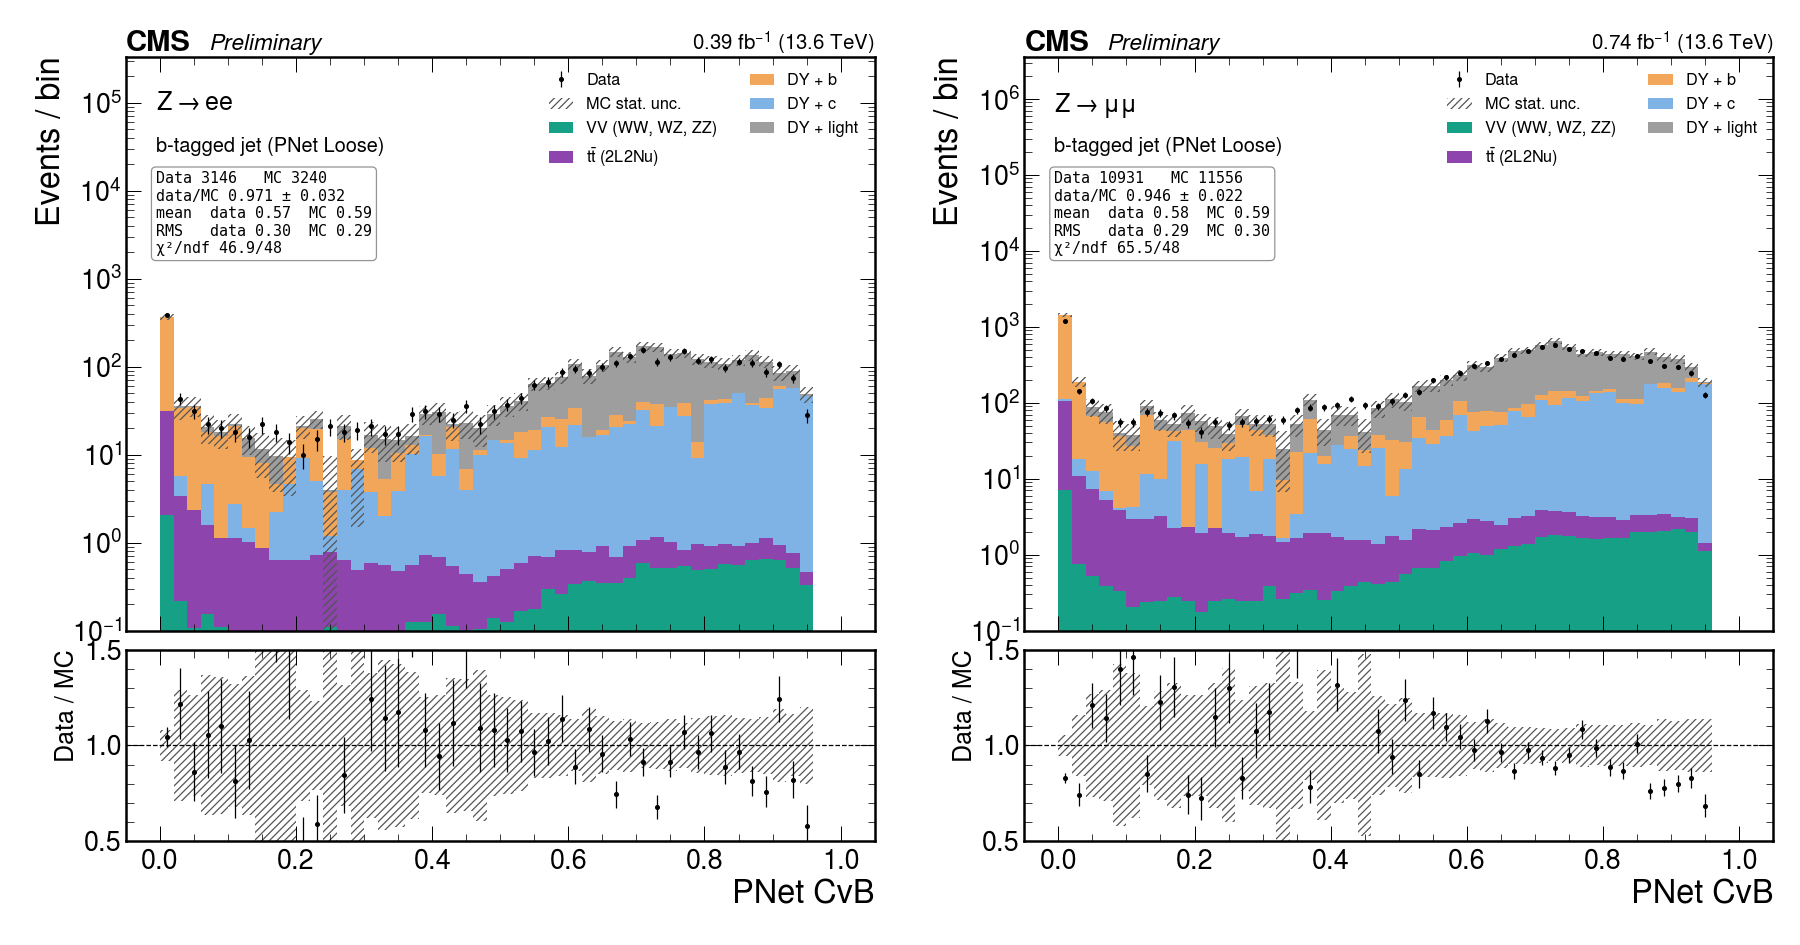 CMS Preliminary 0.39 fb⁻¹ (13.6 TeV)
Events / bin
Z → ee
b-tagged jet (PNet Loose)
Data 3146 MC 3240
data/MC 0.971 ± 0.032
mean data 0.57 MC 0.59
RMS data 0.30 MC 0.29
χ²/ndf 46.9/48
Data
MC stat. unc.
VV (WW, WZ, ZZ)
tt̄ (2L2Nu)
DY + b
DY + c
DY + light
10⁵
10⁴
10³
10²
10¹
10⁰
10⁻¹
Data / MC
1.5
1.0
0.5
0.0 0.2 0.4 0.6 0.8 1.0
PNet CvB
CMS Preliminary 0.74 fb⁻¹ (13.6 TeV)
Events / bin
Z → μμ
b-tagged jet (PNet Loose)
Data 10931 MC 11556
data/MC 0.946 ± 0.022
mean data 0.58 MC 0.59
RMS data 0.29 MC 0.30
χ²/ndf 65.5/48
Data
MC stat. unc.
VV (WW, WZ, ZZ)
tt̄ (2L2Nu)
DY + b
DY + c
DY + light
10⁶
10⁵
10⁴
10³
10²
10¹
10⁰
10⁻¹
Data / MC
1.5
1.0
0.5
0.0 0.2 0.4 0.6 0.8 1.0
PNet CvB